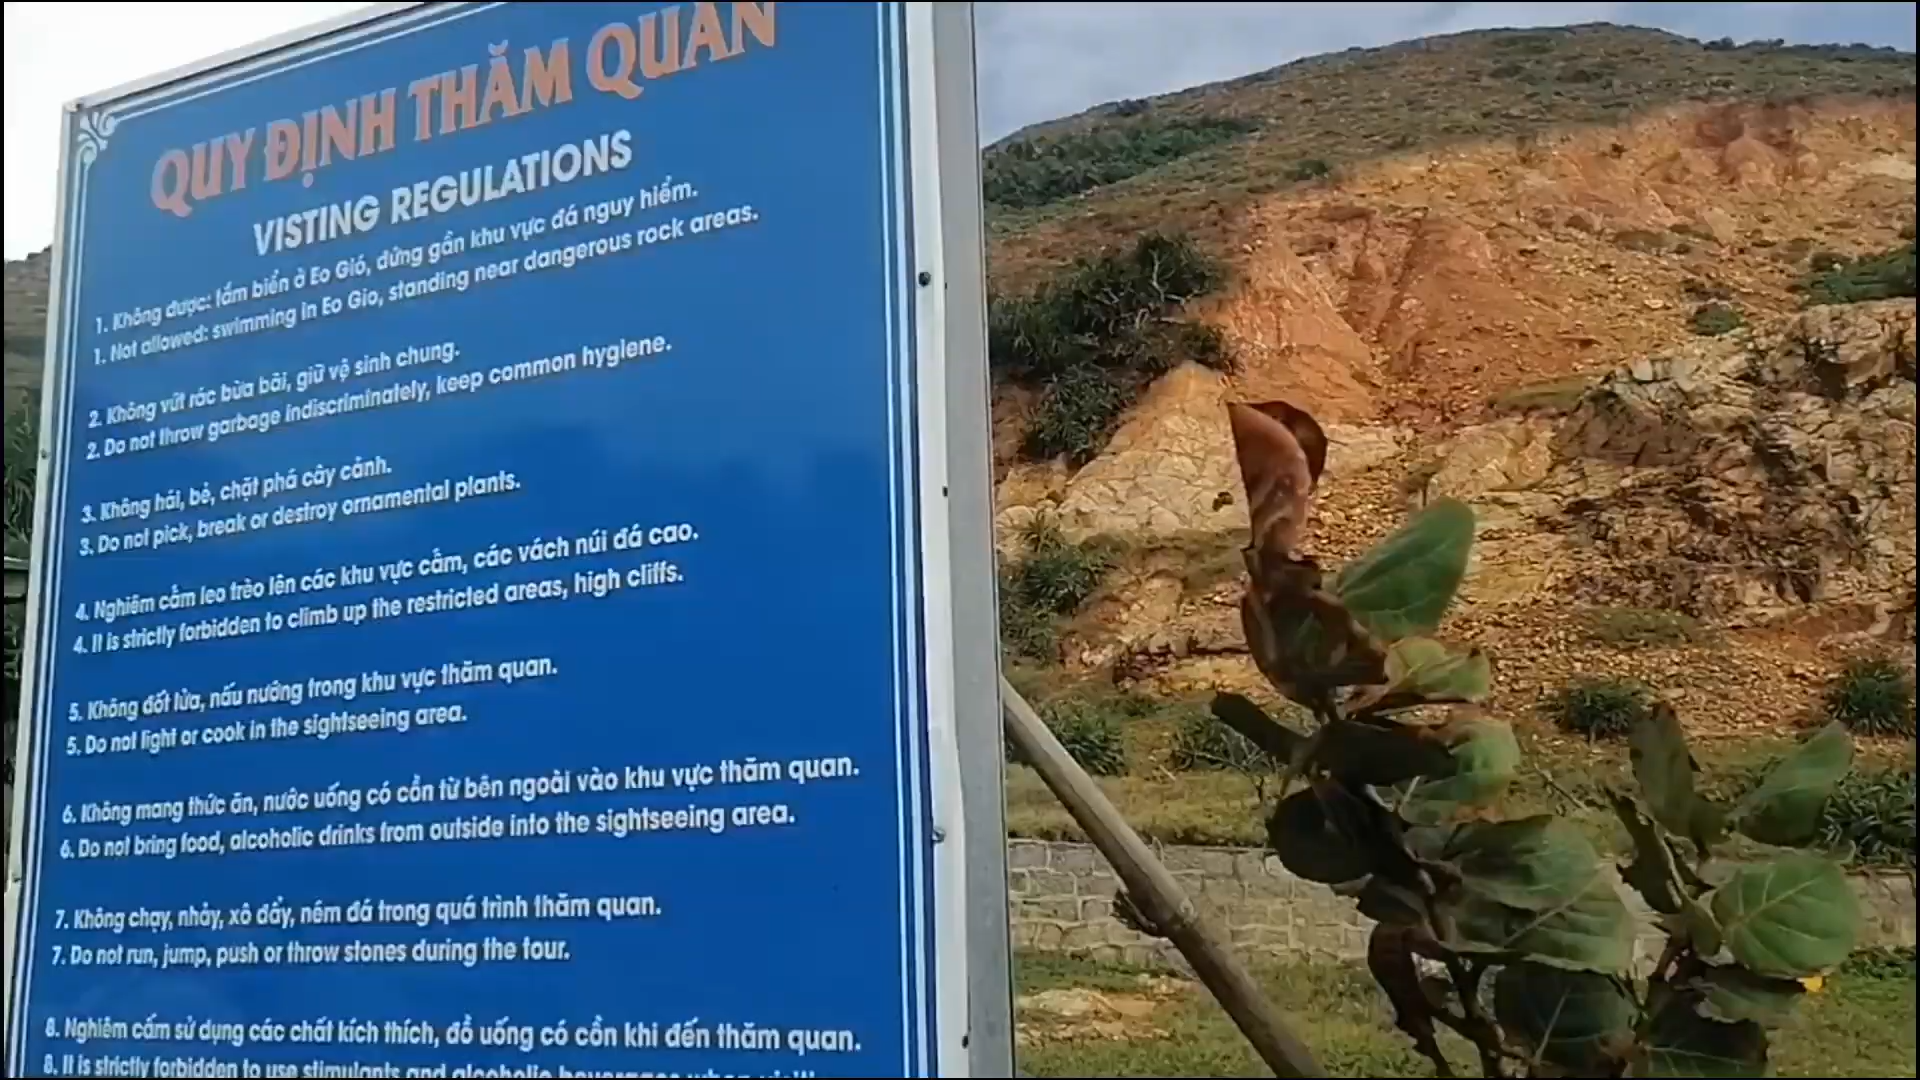 QUY ĐỊNH THĂM QUAN
VISTING REGULATIONS
1. Không được: tắm biển ở Eo Gió, đứng gần khu vực đá nguy hiểm.
1. Not allowed: swimming in Eo Gio, standing near dangerous rock areas.
2. Không vứt rác bừa bãi, giữ vệ sinh chung.
2. Do not throw garbage indiscriminately, keep common hygiene.
3. Không hái, bẻ, chặt phá cây cảnh.
3. Do not pick, break or destroy ornamental plants.
4. Nghiêm cấm leo trèo lên các khu vực cấm, các vách núi đá cao.
4. It is strictly forbidden to climb up the restricted areas, high cliffs.
5. Không đốt lửa, nấu nướng trong khu vực thăm quan.
5. Do not light or cook in the sightseeing area.
6. Không mang thức ăn, nước uống có cồn từ bên ngoài vào khu vực thăm quan.
6. Do not bring food, alcoholic drinks from outside into the sightseeing area.
7. Không chạy, nhảy, xô đẩy, ném đá trong quá trình thăm quan.
7. Do not run, jump, push or throw stones during the tour.
8. Nghiêm cấm sử dụng các chất kích thích, đồ uống có cồn khi đến thăm quan.
8. It is strictly forbidden to use stimulants and alcoholic beverages when